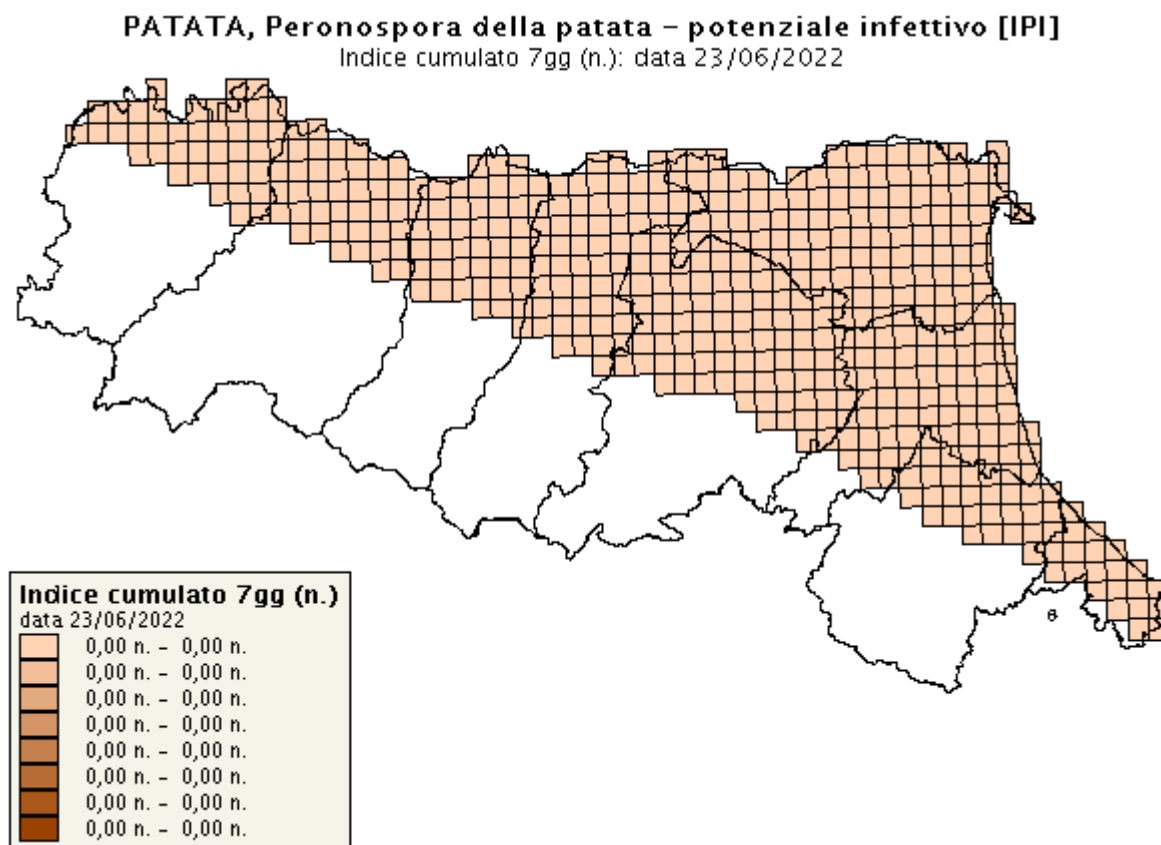 PATATA, Peronospora della patata – potenziale infettivo [IPI]
Indice cumulato 7gg (n.): data 23/06/2022
Indice cumulato 7gg (n.)
data 23/06/2022
0,00 n. – 0,00 n.
0,00 n. – 0,00 n.
0,00 n. – 0,00 n.
0,00 n. – 0,00 n.
0,00 n. – 0,00 n.
0,00 n. – 0,00 n.
0,00 n. – 0,00 n.
0,00 n. – 0,00 n.